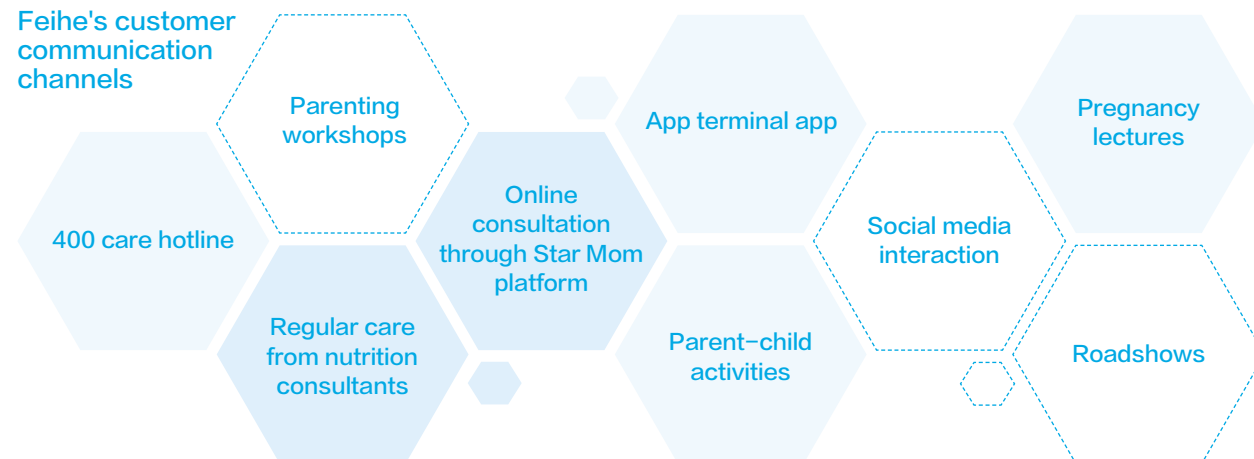 Feihe's customer
communication
channels
Parenting
workshops
400 care hotline
Regular care
from nutrition
consultants
Online
consultation
through Star Mom
platform
App terminal app
Parent–child
activities
Social media
interaction
Pregnancy
lectures
Roadshows